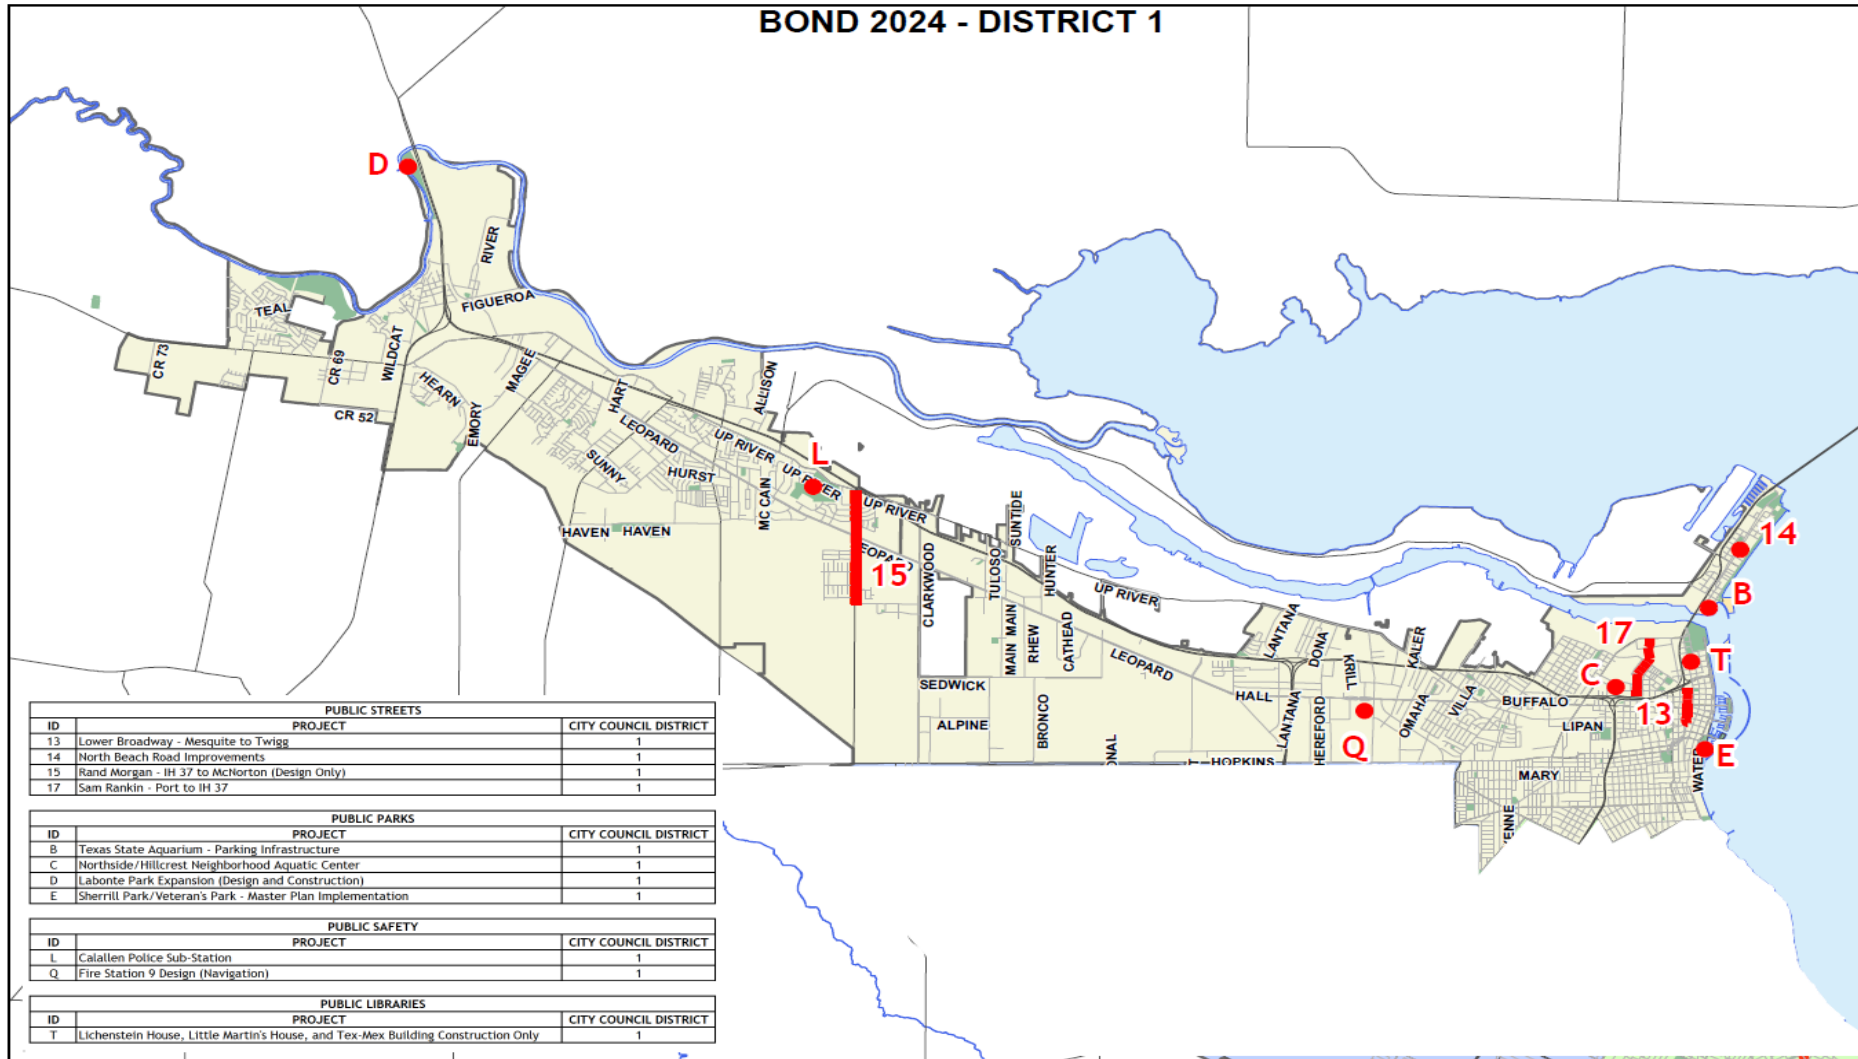 BOND 2024 - DISTRICT 1
D
RIVER
FIGUEROA
TEAL
CR 73
CR 69
WILDCAT
MAGEE
HEARN
CR 52
EMORY
HART
ALLISON
LEOPARD
UP RIVER
L
SUNNY
HURST
MC CAIN
UP RIVER
UP RIVER
HAVEN
HAVEN
15
CLARKWOOD
TULOSO
SUNTIDE
HUNTER
UP RIVER
MAIN MAIN
RHEW
CATHEAD
LEOPARD
SEDWICK
ALPINE
BRONCO
LANTANA
DONA
KRILL
KALER
HALL
LANTANA
HEREFORD
OMAHA
VILLA
Q
HOPKINS
BUFFALO
LIPAN
MARY
WATER
14
B
17
T
C
13
E
PUBLIC STREETS
ID PROJECT CITY COUNCIL DISTRICT
13 Lower Broadway - Mesquite to Twigg 1
14 North Beach Road Improvements 1
15 Rand Morgan - IH 37 to McNorton (Design Only) 1
17 Sam Rankin - Port to IH 37 1
PUBLIC PARKS
ID PROJECT CITY COUNCIL DISTRICT
B Texas State Aquarium - Parking Infrastructure 1
C Northside/Hillcrest Neighborhood Aquatic Center 1
D Labonte Park Expansion (Design and Construction) 1
E Sherrill Park/Veteran's Park - Master Plan Implementation 1
PUBLIC SAFETY
ID PROJECT CITY COUNCIL DISTRICT
L Calallen Police Sub-Station 1
Q Fire Station 9 Design (Navigation) 1
PUBLIC LIBRARIES
ID PROJECT CITY COUNCIL DISTRICT
T Lichenstein House, Little Martin's House, and Tex-Mex Building Construction Only 1